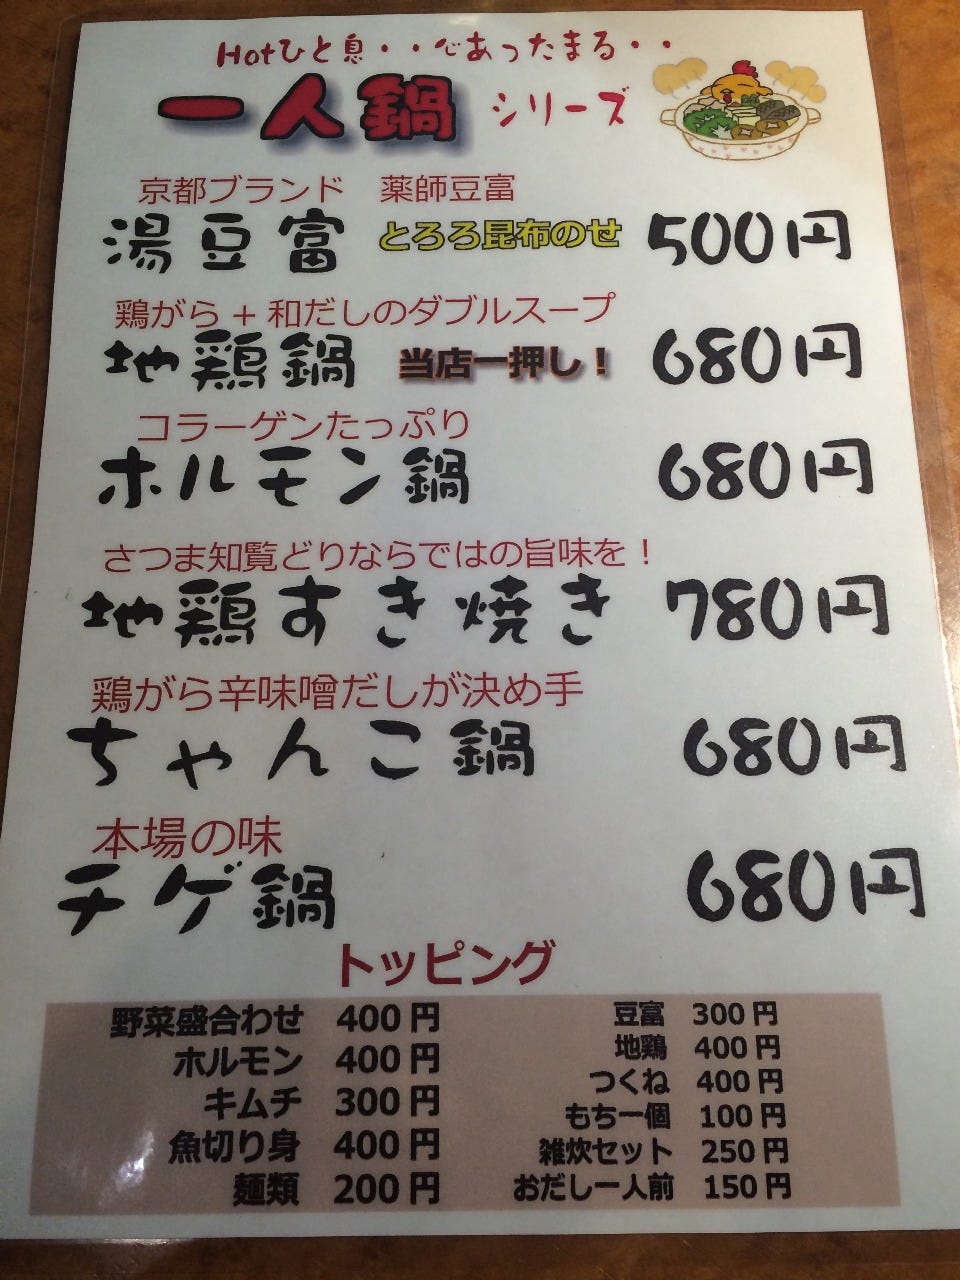 Hotひと息・・心あったまる・・
一人鍋 シリーズ
京都ブランド 薬師豆富
湯豆富 とろろ昆布のせ 500円
鶏がら+和だしのダブルスープ
地鶏鍋 当店一押し! 680円
コラーゲンたっぷり
ホルモン鍋 680円
さつま知覧どりならではの旨味を!
地鶏すき焼き 780円
鶏がら辛味噌だしが決め手
ちゃんこ鍋 680円
本場の味
チゲ鍋 680円
トッピング
野菜盛合わせ 400円
ホルモン 400円
キムチ 300円
魚切り身 400円
麺類 200円
豆富 300円
地鶏 400円
つくね 400円
もち一個 100円
雑炊セット 250円
おだし一人前 150円